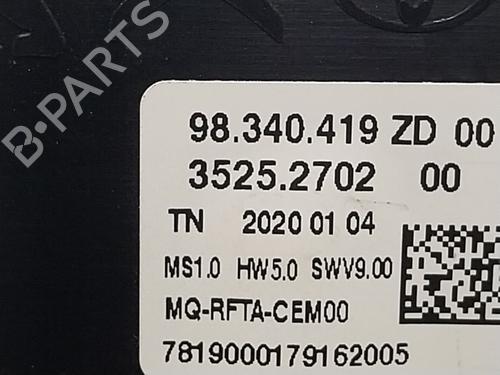 98.340.419 ZD 00
3525.2702 00
TN 2020 01 04
MS1.0 HW5.0 SWV9.00
MQ-RFTA-CEM00
7819000179162005
B-PARTS